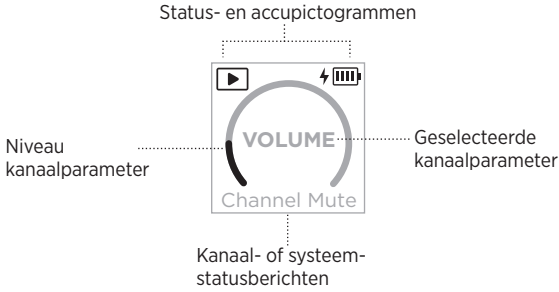 Status- en accupictogrammen
VOLUME
Niveau
kanaalparameter
Geselecteerde
kanaalparameter
Channel Mute
Kanaal- of systeem-
statusberichten